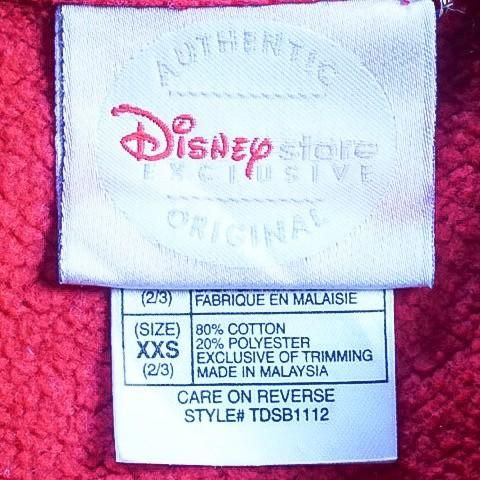 AUTHENTIC
Disney store
EXCLUSIVE
ORIGINAL
(2/3)
FABRIQUE EN MALAISIE
(SIZE)
XXS
(2/3)
80% COTTON
20% POLYESTER
EXCLUSIVE OF TRIMMING
MADE IN MALAYSIA
CARE ON REVERSE
STYLE# TDSB1112